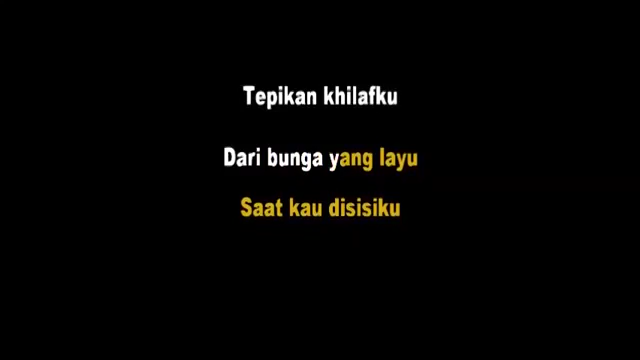 Tepikan khilafku
Dari bunga yang layu
Saat kau disisiku